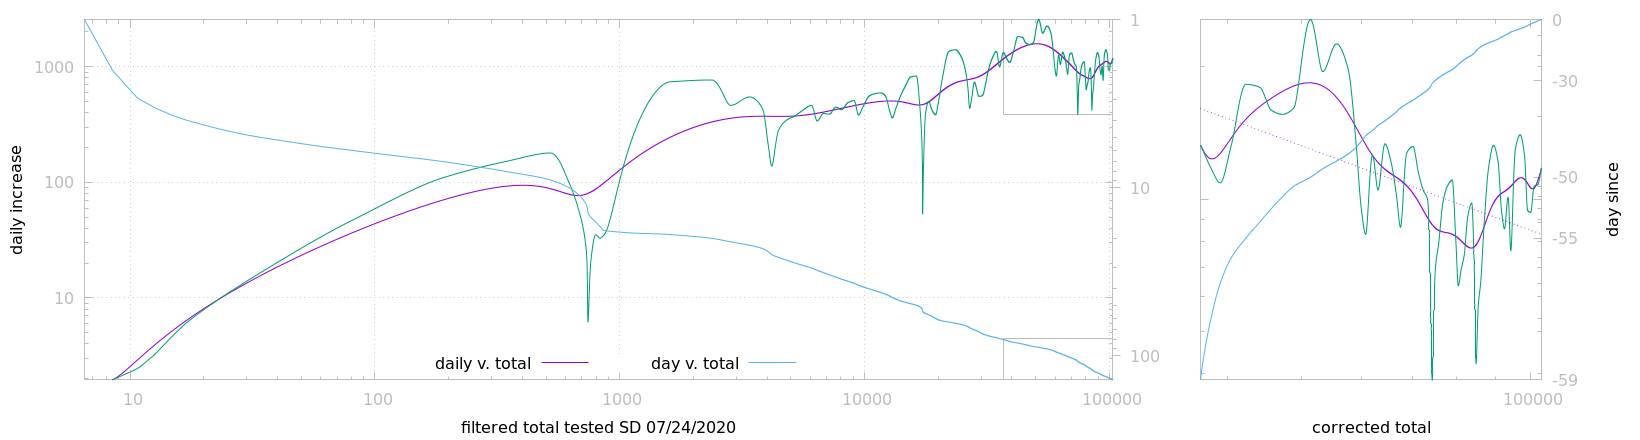 daily increase
1000
100
10
10
100
1000
10000
100000
1
10
100
daily v. total
day v. total
filtered total tested SD 07/24/2020
0
-30
-50
-55
-59
100000
day since
corrected total